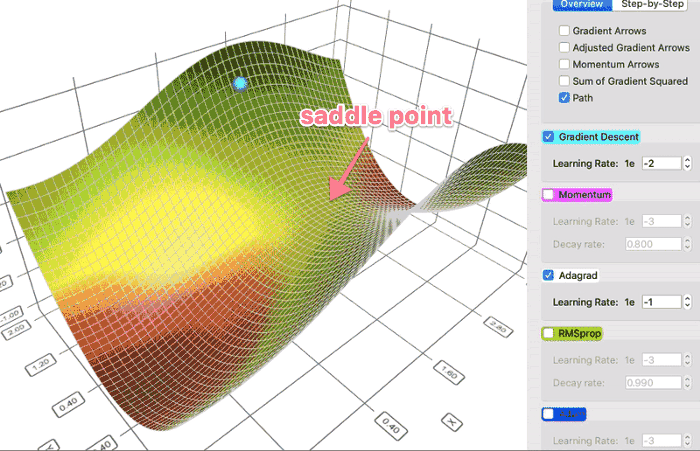 Overview Step-by-Step
Gradient Arrows
Adjusted Gradient Arrows
Momentum Arrows
Sum of Gradient Squared
Path
saddle point
Gradient Descent
Learning Rate: 1e -2
Momentum
Learning Rate: 1e -3
Decay rate: 0.800
Adagrad
Learning Rate: 1e -1
RMSprop
Learning Rate: 1e -3
Decay rate: 0.990
Learning Rate: 1e -3
-1.00
2.00
1.20
0.40
0.40
2.80
1.60
0.40
X